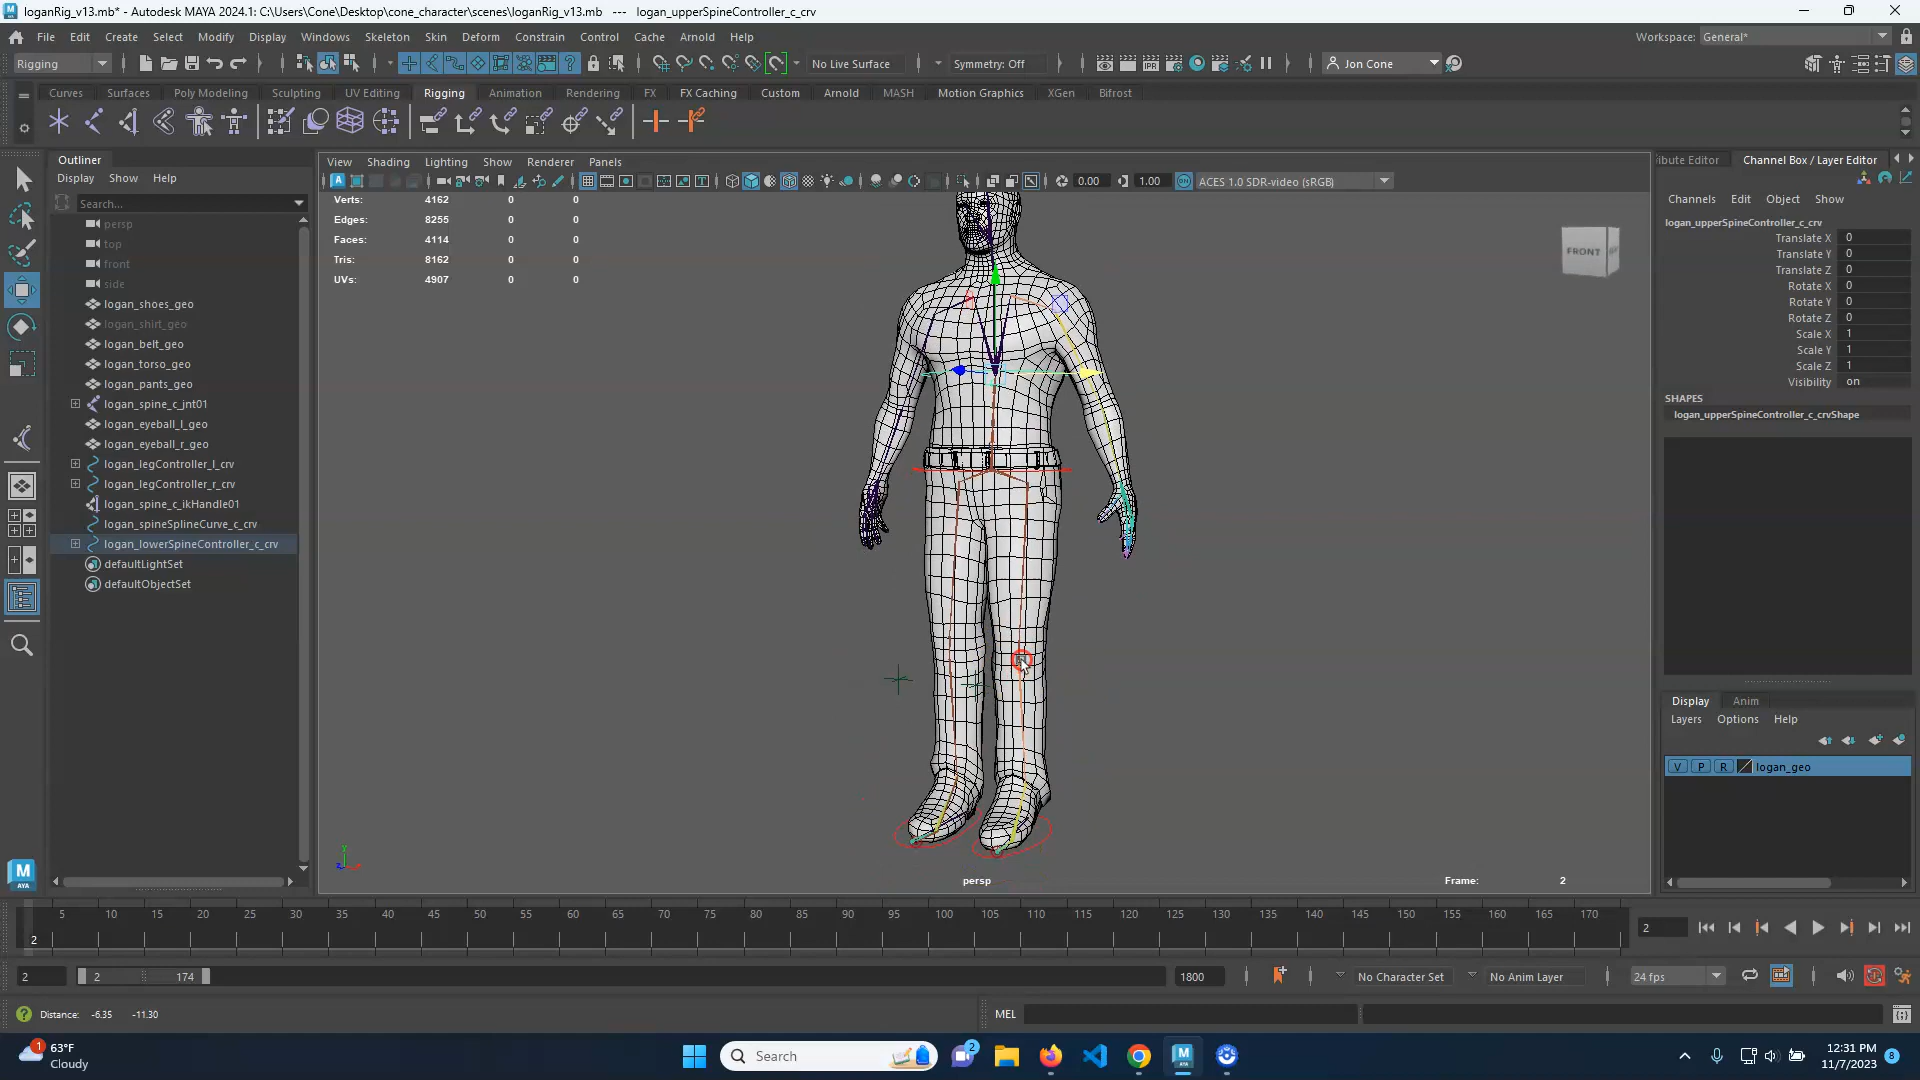 loganRig_v13.mb* - Autodesk MAYA 2024.1: C:\Users\Cone\Desktop\cone_character\scenes\loganRig_v13.mb --- logan_upperSpineController_c_crv
File Edit Create Select Modify Display Windows Skeleton Skin Deform Constrain Control Cache Arnold Help
Workspace: General*
Rigging
No Live Surface
Symmetry: Off
Jon Cone
Curves Surfaces Poly Modeling Sculpting UV Editing Rigging Animation Rendering FX FX Caching Custom Arnold MASH Motion Graphics XGen Bifrost
Outliner
Display Show Help
Search...
persp
top
front
side
logan_shoes_geo
logan_shirt_geo
logan_belt_geo
logan_torso_geo
logan_pants_geo
logan_spine_c_jnt01
logan_eyeball_l_geo
logan_eyeball_r_geo
logan_legController_l_crv
logan_legController_r_crv
logan_spine_c_ikHandle01
logan_spineSplineCurve_c_crv
logan_lowerSpineController_c_crv
defaultLightSet
defaultObjectSet
View Shading Lighting Show Renderer Panels
0.00
1.00
ACES 1.0 SDR-video (sRGB)
Verts: 4162 0 0
Edges: 8255 0 0
Faces: 4114 0 0
Tris: 8162 0 0
UVs: 4907 0 0
FRONT
persp
Frame: 2
ibute Editor
Channel Box / Layer Editor
Channels Edit Object Show
logan_upperSpineController_c_crv
Translate X 0
Translate Y 0
Translate Z 0
Rotate X 0
Rotate Y 0
Rotate Z 0
Scale X 1
Scale Y 1
Scale Z 1
Visibility on
SHAPES
logan_upperSpineController_c_crvShape
Display Anim
Layers Options Help
V P R logan_geo
5 10 15 20 25 30 35 40 45 50 55 60 65 70 75 80 85 90 95 100 105 110 115 120 125 130 135 140 145 150 155 160 165 170
2
2
2
2 174
1800
No Character Set
No Anim Layer
24 fps
Distance: -6.35 -11.30
MEL
1
63°F
Cloudy
Search
2
12:31 PM
11/7/2023
8